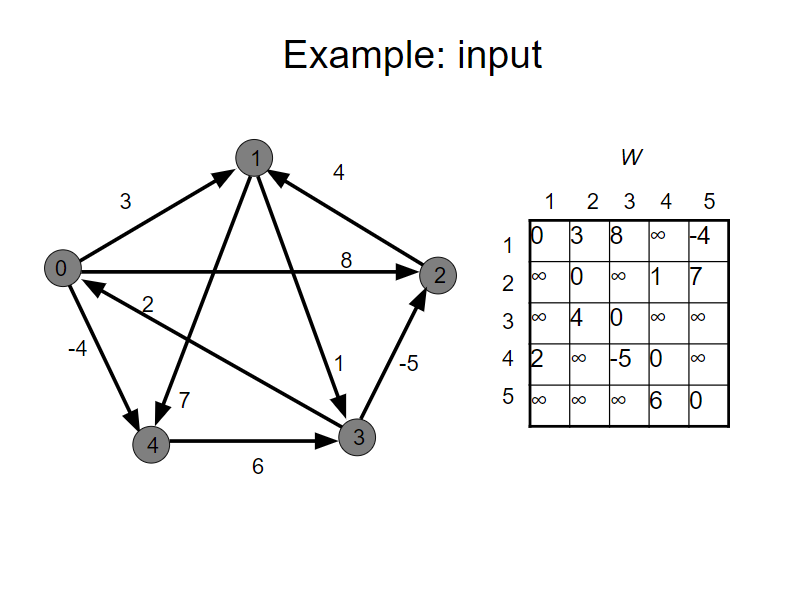 Example: input
1
3
4
0
8
2
2
-4
1
-5
7
4
3
6
W
1 2 3 4 5
1 0 3 8 ∞ -4
2 ∞ 0 ∞ 1 7
3 ∞ 4 0 ∞ ∞
4 2 ∞ -5 0 ∞
5 ∞ ∞ ∞ 6 0